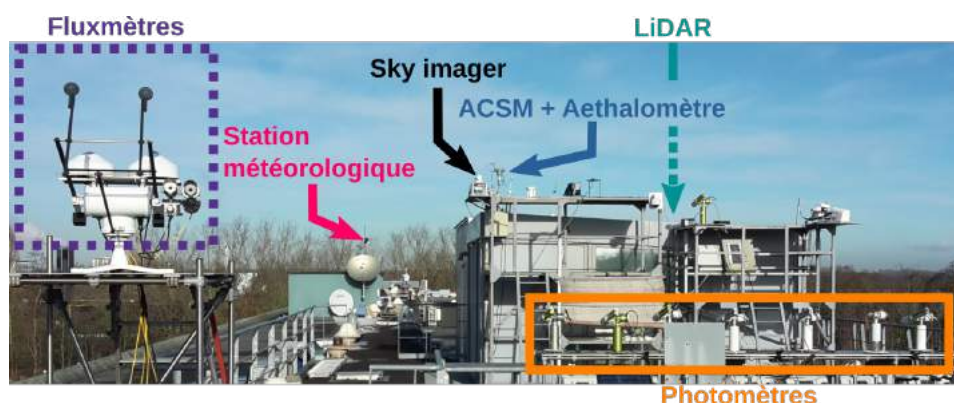 Fluxmètres
LiDAR
Sky imager
ACSM + Aethalomètre
Station
météorologique
Photomètres